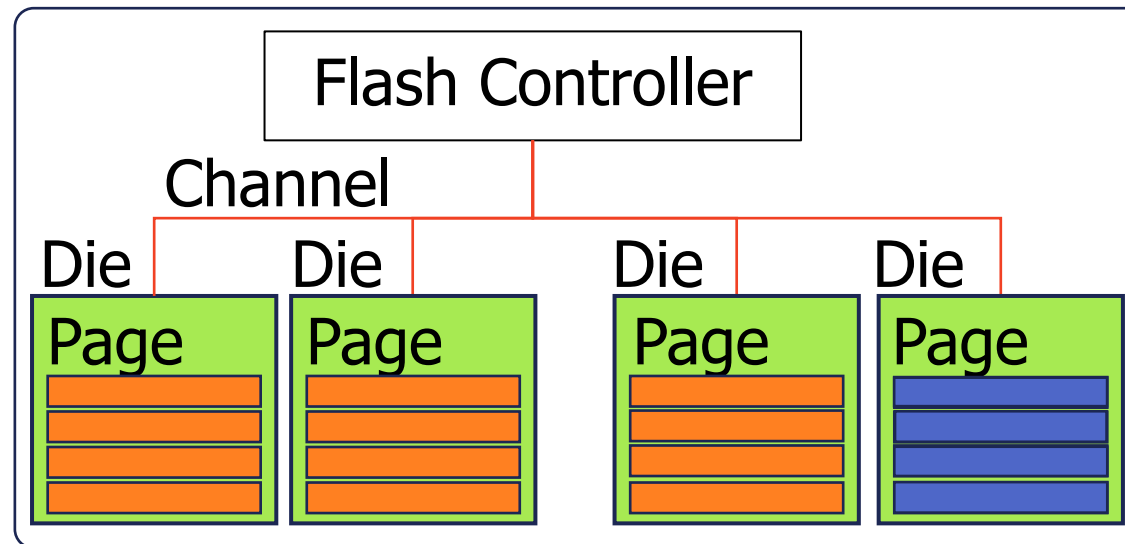 Flash Controller
Channel
Die Die Die Die
Page Page Page Page